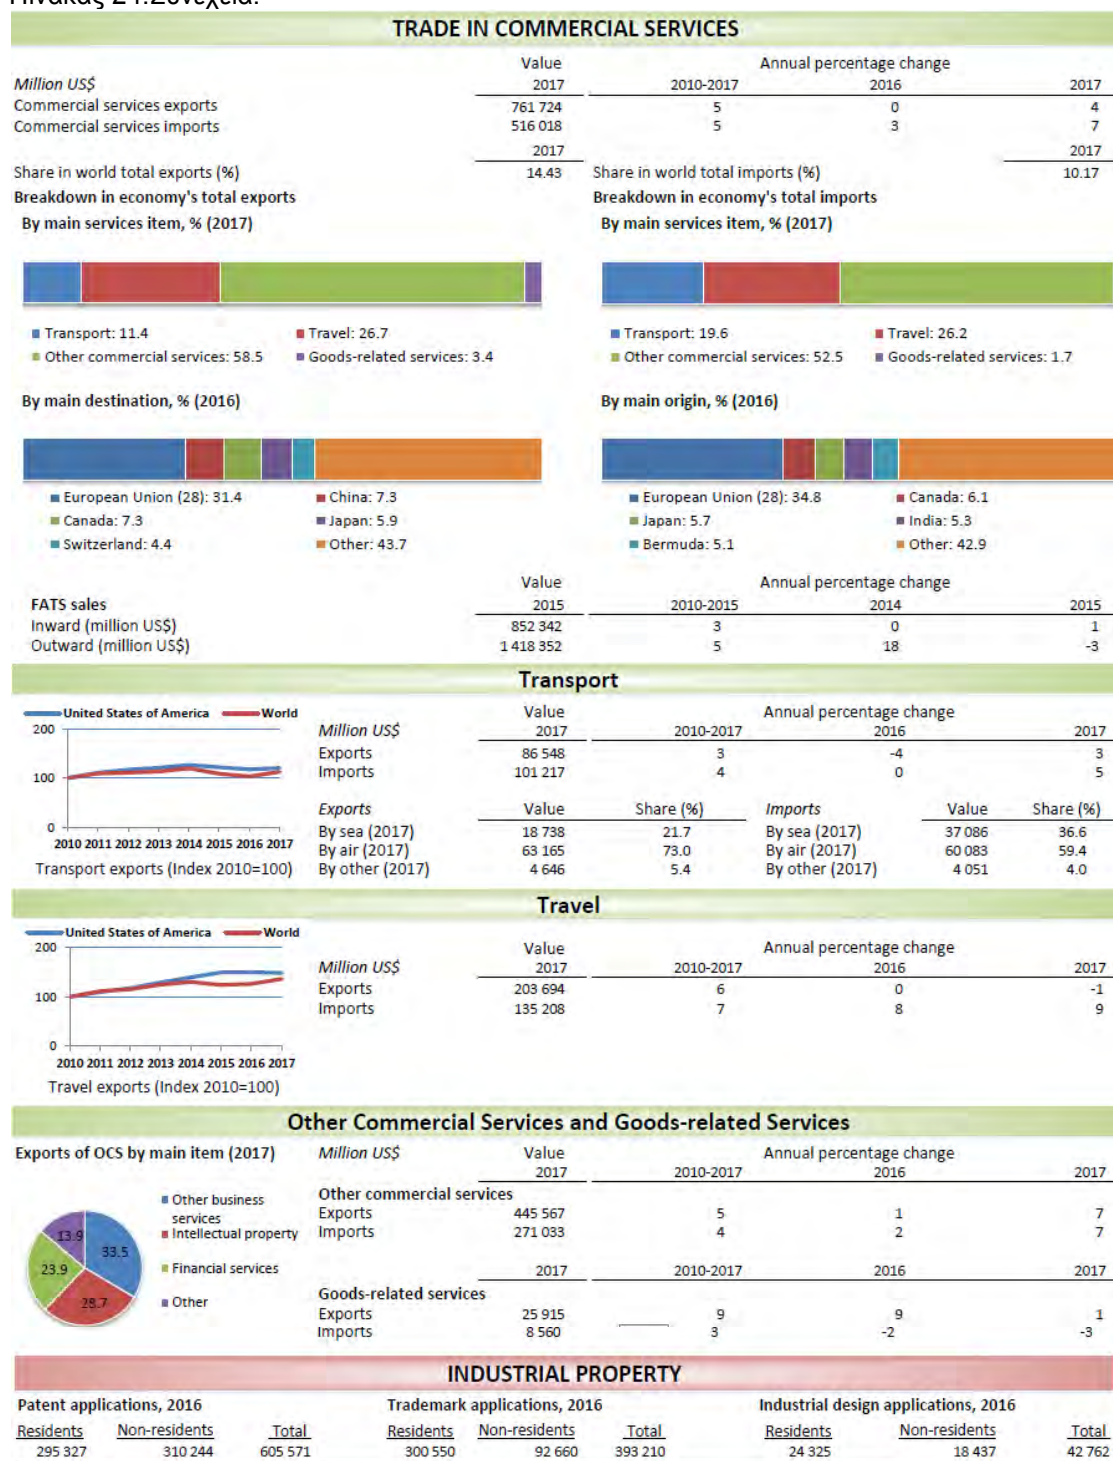 Πίνακας 21.Συνέχεια.
TRADE IN COMMERCIAL SERVICES
Value Annual percentage change
Million US$ 2017 2010-2017 2016 2017
Commercial services exports 761 724 5 0 4
Commercial services imports 516 018 5 3 7
2017 2017
Share in world total exports (%) 14.43 Share in world total imports (%) 10.17
Breakdown in economy's total exports Breakdown in economy's total imports
By main services item, % (2017) By main services item, % (2017)
Transport: 11.4 Travel: 26.7 Transport: 19.6 Travel: 26.2
Other commercial services: 58.5 Goods-related services: 3.4 Other commercial services: 52.5 Goods-related services: 1.7
By main destination, % (2016) By main origin, % (2016)
European Union (28): 31.4 China: 7.3 European Union (28): 34.8 Canada: 6.1
Canada: 7.3 Japan: 5.9 Japan: 5.7 India: 5.3
Switzerland: 4.4 Other: 43.7 Bermuda: 5.1 Other: 42.9
Value Annual percentage change
FATS sales 2015 2010-2015 2014 2015
Inward (million US$) 852 342 3 0 1
Outward (million US$) 1 418 352 5 18 -3
Transport
United States of America World
200
100
0
2010 2011 2012 2013 2014 2015 2016 2017
Transport exports (Index 2010=100)
Value Annual percentage change
Million US$ 2017 2010-2017 2016 2017
Exports 86 548 3 -4 3
Imports 101 217 4 0 5
Exports Value Share (%) Imports Value Share (%)
By sea (2017) 18 738 21.7 By sea (2017) 37 086 36.6
By air (2017) 63 165 73.0 By air (2017) 60 083 59.4
By other (2017) 4 646 5.4 By other (2017) 4 051 4.0
Travel
United States of America World
200
100
0
2010 2011 2012 2013 2014 2015 2016 2017
Travel exports (Index 2010=100)
Value Annual percentage change
Million US$ 2017 2010-2017 2016 2017
Exports 203 694 6 0 -1
Imports 135 208 7 8 9
Other Commercial Services and Goods-related Services
Exports of OCS by main item (2017)
33.5
28.7
23.9
13.9
Other business
services
Intellectual property
Financial services
Other
Million US$ Value Annual percentage change
2017 2010-2017 2016 2017
Other commercial services
Exports 445 567 5 1 7
Imports 271 033 4 2 7
2017 2010-2017 2016 2017
Goods-related services
Exports 25 915 9 9 1
Imports 8 560 3 -2 -3
INDUSTRIAL PROPERTY
Patent applications, 2016 Trademark applications, 2016 Industrial design applications, 2016
Residents Non-residents Total Residents Non-residents Total Residents Non-residents Total
295 327 310 244 605 571 300 550 92 660 393 210 24 325 18 437 42 762